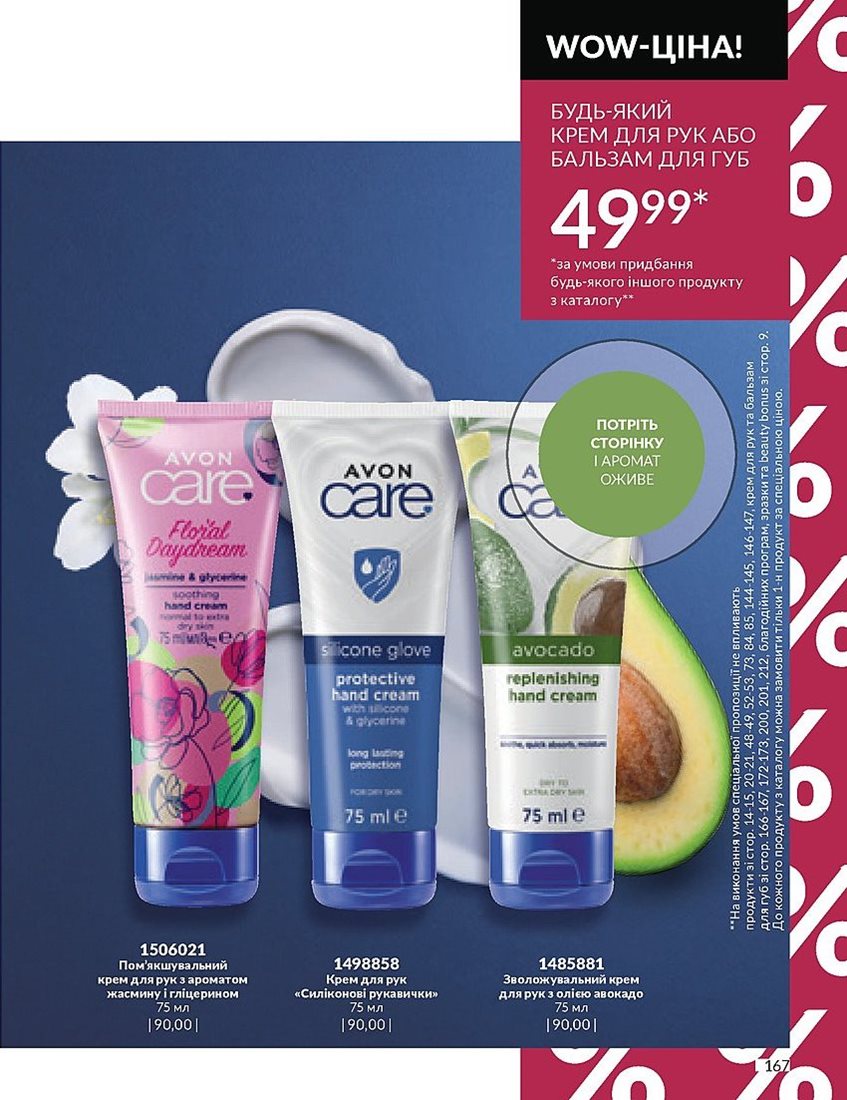 WOW-ЦІНА!
БУДЬ-ЯКИЙ
КРЕМ ДЛЯ РУК АБО
БАЛЬЗАМ ДЛЯ ГУБ
49⁹⁹*
*за умови придбання
будь-якого іншого продукту
з каталогу**
ПОТРІТЬ
СТОРІНКУ
І АРОМАТ
ОЖИВЕ
AVON
care
Floral
Daydream
jasmine & glycerine
soothing
hand cream
normal to extra
dry skin
75 ml
AVON
care
silicone glove
protective
hand cream
with silicone
& glycerine
long lasting
protection
FOR DRY SKIN
75 ml e
AVON
ca
avocado
replenishing
hand cream
soothe, quick absorb, moisture
DRY TO
EXTRA DRY SKIN
75 ml e
**На виконання умов спеціальної пропозиції не впливають
продукти зі стор. 14-15, 20-21, 48-49, 52-53, 73, 84, 85, 144-145, 146-147, крем для рук та бальзам
для губ зі стор. 166-167, 172-173, 200, 201, 212, благодійних програм, зразки та beauty bonus зі стор. 9.
До кожного продукту з каталогу можна замовити тільки 1-н продукт за спеціальною ціною.
1506021
Пом'якшувальний
крем для рук з ароматом
жасмину і гліцерином
75 мл
|90,00|
1498858
Крем для рук
«Силіконові рукавички»
75 мл
|90,00|
1485881
Зволожувальний крем
для рук з олією авокадо
75 мл
|90,00|
167